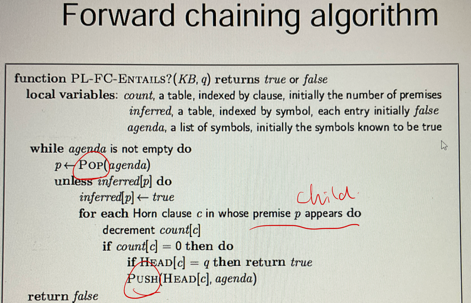 Forward chaining algorithm
function PL-FC-ENTAILS?(KB, q) returns true or false
local variables: count, a table, indexed by clause, initially the number of premises
inferred, a table, indexed by symbol, each entry initially false
agenda, a list of symbols, initially the symbols known to be true
while agenda is not empty do
p ← POP(agenda)
unless inferred[p] do
child
inferred[p] ← true
for each Horn clause c in whose premise p appears do
decrement count[c]
if count[c] = 0 then do
if HEAD[c] = q then return true
PUSH(HEAD[c], agenda)
return false